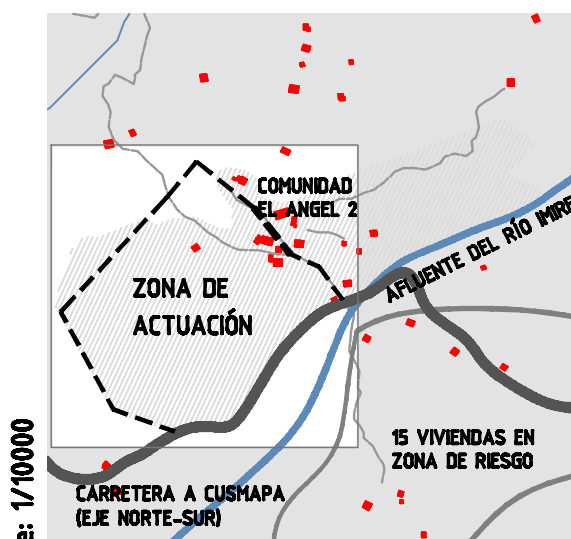 COMUNIDAD
EL ANGEL 2
AFLUENTE DEL RÍO
ZONA DE
ACTUACIÓN
15 VIVIENDAS EN
ZONA DE RIESGO
CARRETERA A CUSMAPA
(EJE NORTE-SUR)
1/10000